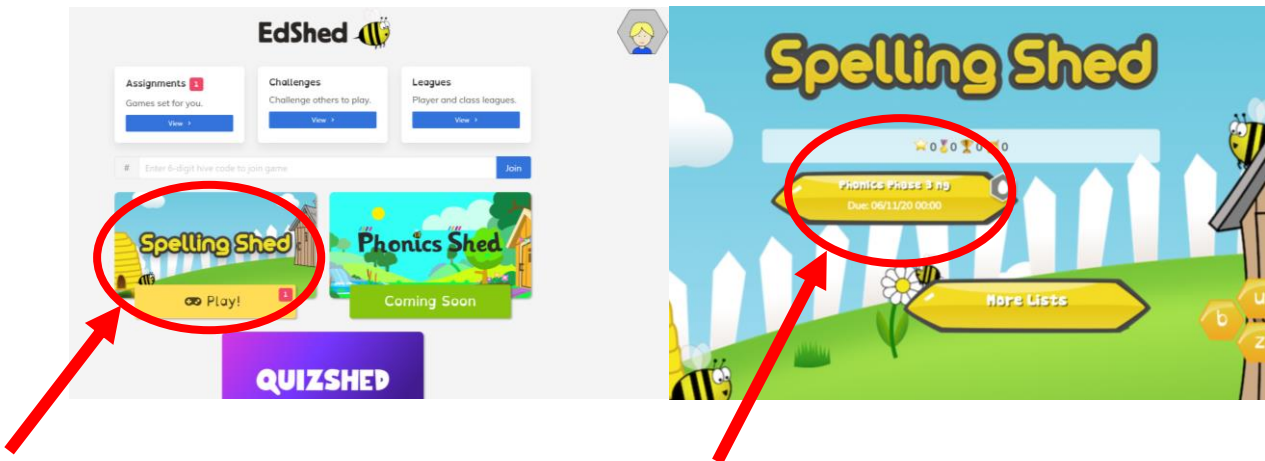 EdShed
Assignments 1
Games set for you.
View ›
Challenges
Challenge others to play.
View ›
Leagues
Player and class leagues.
View ›
# Enter 6-digit hive code to join game
Join
Spelling Shed
Play! 1
Phonics Shed
Coming Soon
QUIZSHED
Spelling Shed
0 0 0 0
Phonics Phase 3 ng
Due: 06/11/20 00:00
More Lists
b
u
z